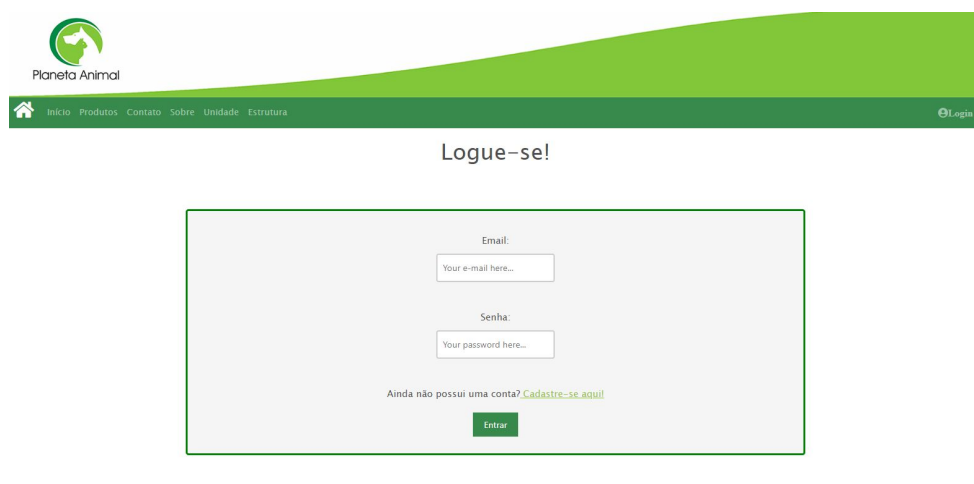 Planeta Animal
Início Produtos Contato Sobre Unidade Estrutura Login
Logue-se!
Email:
Your e-mail here...
Senha:
Your password here...
Ainda não possui uma conta? Cadastre-se aqui!
Entrar